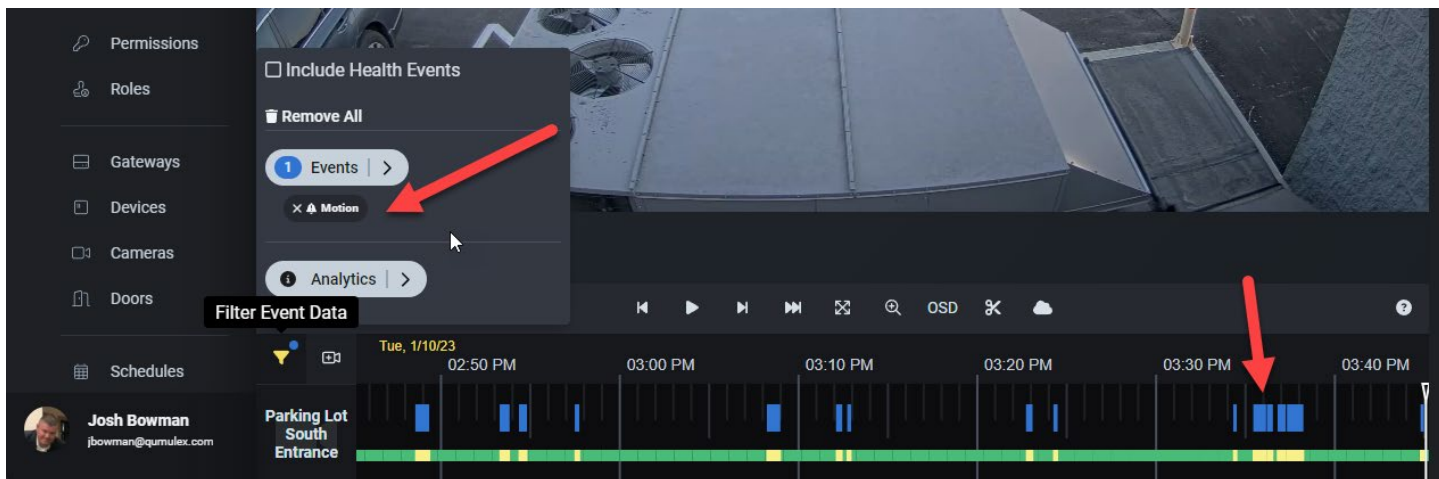 Permissions
Roles
Gateways
Devices
Cameras
Doors
Schedules
Josh Bowman
jbowman@qumulex.com
Include Health Events
Remove All
1 Events
Motion
Analytics
Filter Event Data
OSD
Tue, 1/10/23
02:50 PM 03:00 PM 03:10 PM 03:20 PM 03:30 PM 03:40 PM
Parking Lot
South
Entrance